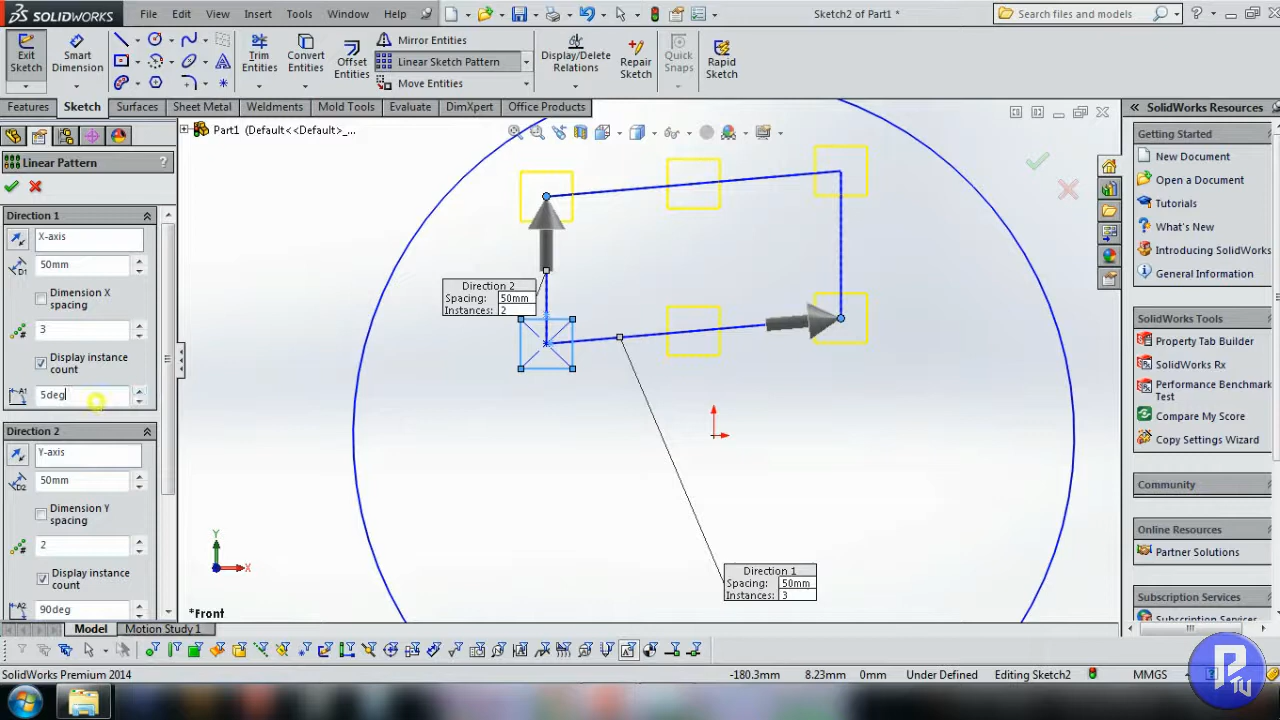 SOLIDWORKS
File Edit View Insert Tools Window Help
Sketch2 of Part1 *
Search files and models
Exit Sketch
Smart Dimension
Trim Entities
Convert Entities
Offset Entities
Mirror Entities
Linear Sketch Pattern
Move Entities
Display/Delete Relations
Repair Sketch
Quick Snaps
Rapid Sketch
Features Sketch Surfaces Sheet Metal Weldments Mold Tools Evaluate DimXpert Office Products
Part1 (Default<<Default>_...
Linear Pattern
?
Direction 1
X-axis
50mm
Dimension X
spacing
3
Display instance
count
5deg
Direction 2
Y-axis
50mm
Dimension Y
spacing
2
Display instance
count
90deg
Direction 2
Spacing: 50mm
Instances: 2
Direction 1
Spacing: 50mm
Instances: 3
Y
X
*Front
SolidWorks Resources
Getting Started
New Document
Open a Document
Tutorials
What's New
Introducing SolidWorks
General Information
SolidWorks Tools
Property Tab Builder
SolidWorks Rx
Performance Benchmark
Test
Compare My Score
Copy Settings Wizard
Community
Online Resources
Partner Solutions
Subscription Services
Model Motion Study 1
SolidWorks Premium 2014
-180.3mm 8.23mm 0mm Under Defined Editing Sketch2 MMGS